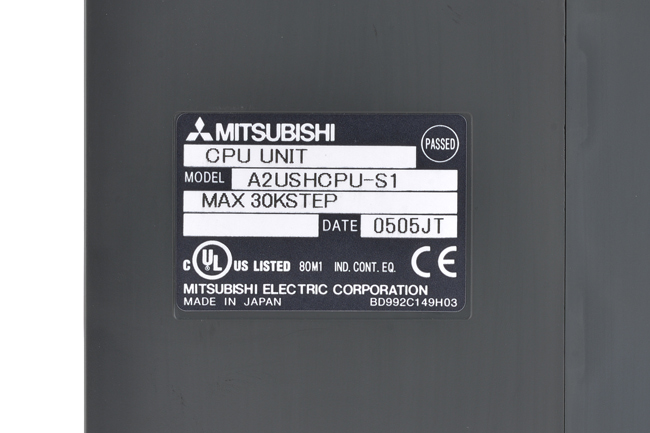 MITSUBISHI
PASSED
CPU UNIT
MODEL A2USHCPU-S1
MAX 30KSTEP
DATE 0505JT
C UL US LISTED 80M1 IND. CONT. EQ. CE
MITSUBISHI ELECTRIC CORPORATION
MADE IN JAPAN BD992C149H03